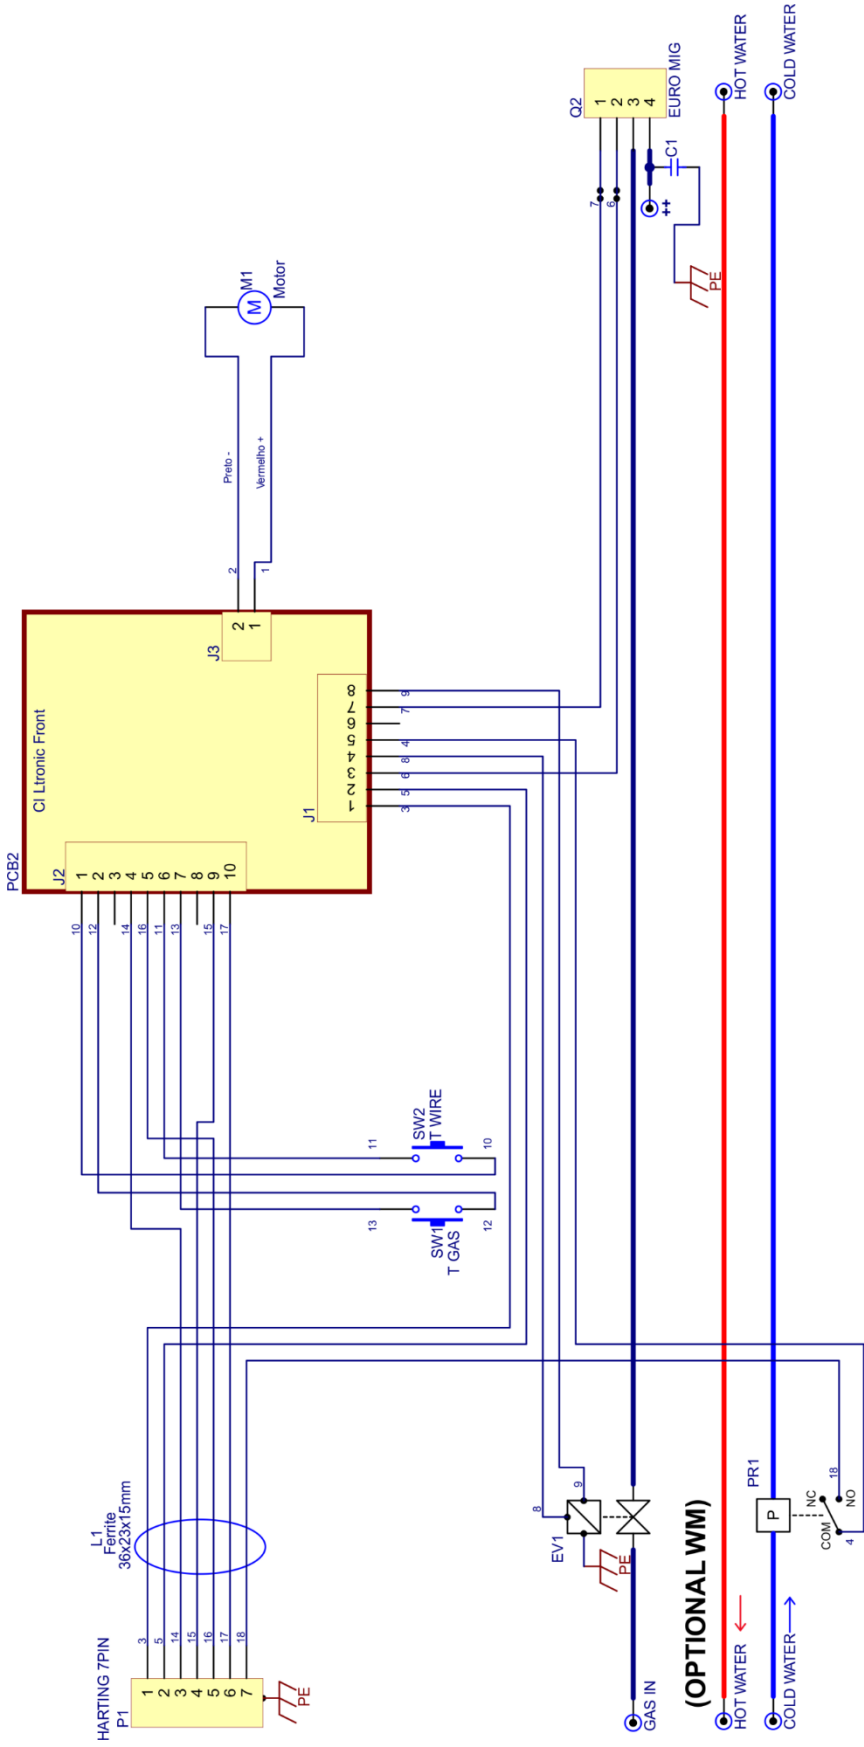 HOT WATER
COLD WATER
Q2
1
2
3
4
EURO MIG
C1
7
6
++
PE
M1
M
Motor
Preto -
Vermelho +
2
1
CI Ltronic Front
J3
2
1
J1
1
2
3
4
5
6
7
8
3
5
6
8
4
7
9
PCB2
J2
1
2
3
4
5
6
7
8
9
10
10
12
14
16
11
13
15
17
11
SW2
T WIRE
10
13
SW1
T GAS
12
L1
Ferrite
36x23x15mm
3
5
14
15
16
17
18
HARTING 7PIN
P1
1
2
3
4
5
6
7
PE
8
9
EV1
PE
GAS IN
(OPTIONAL WM)
PR1
P
NC
18
COM
NO
4
HOT WATER
COLD WATER